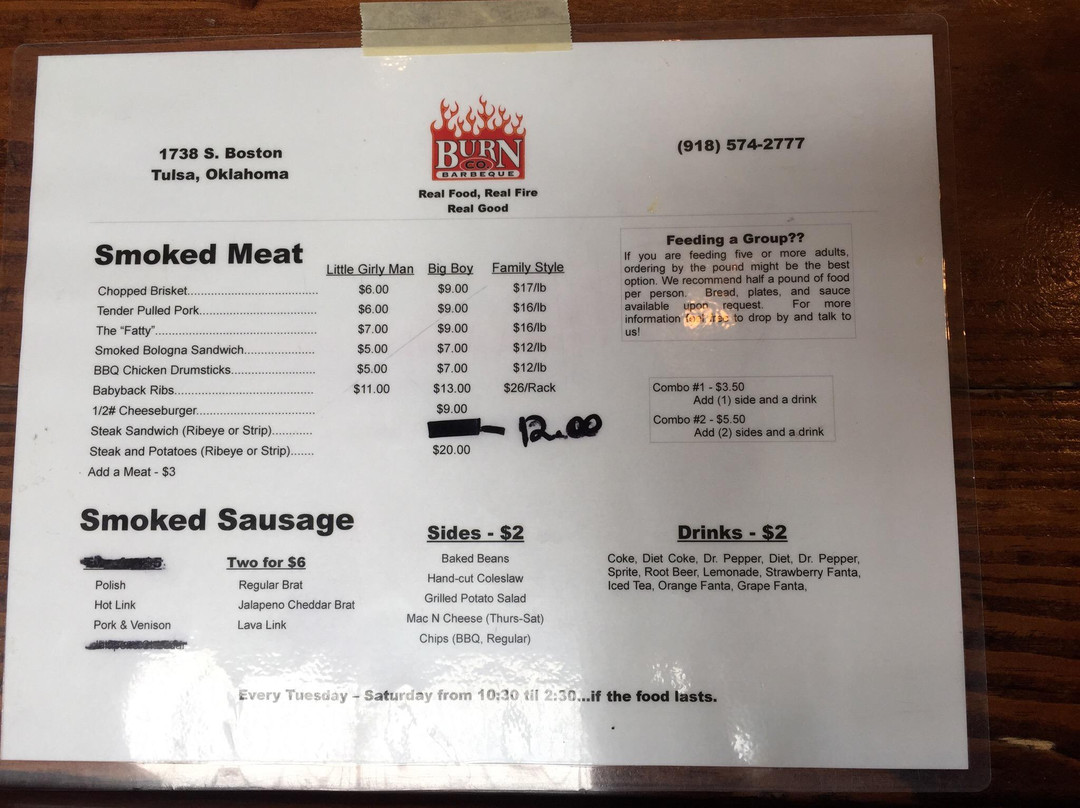 1738 S. Boston
Tulsa, Oklahoma
BURN
CO.
BARBEQUE
Real Food, Real Fire
Real Good
(918) 574-2777
Smoked Meat
Little Girly Man Big Boy Family Style
Chopped Brisket.................................... $6.00 $9.00 $17/lb
Tender Pulled Pork................................ $6.00 $9.00 $16/lb
The "Fatty"............................................ $7.00 $9.00 $16/lb
Smoked Bologna Sandwich.................... $5.00 $7.00 $12/lb
BBQ Chicken Drumsticks........................ $5.00 $7.00 $12/lb
Babyback Ribs....................................... $11.00 $13.00 $26/Rack
1/2# Cheeseburger................................. $9.00
Steak Sandwich (Ribeye or Strip)............ - 12.00
Steak and Potatoes (Ribeye or Strip)....... $20.00
Add a Meat - $3
Feeding a Group??
If you are feeding five or more adults,
ordering by the pound might be the best
option. We recommend half a pound of food
per person. Bread, plates, and sauce
available upon request. For more
information to drop by and talk to
us!
Combo #1 - $3.50
Add (1) side and a drink
Combo #2 - $5.50
Add (2) sides and a drink
Smoked Sausage
Polish
Hot Link
Pork & Venison
Two for $6
Regular Brat
Jalapeno Cheddar Brat
Lava Link
Sides - $2
Baked Beans
Hand-cut Coleslaw
Grilled Potato Salad
Mac N Cheese (Thurs-Sat)
Chips (BBQ, Regular)
Drinks - $2
Coke, Diet Coke, Dr. Pepper, Diet, Dr. Pepper,
Sprite, Root Beer, Lemonade, Strawberry Fanta,
Iced Tea, Orange Fanta, Grape Fanta,
Every Tuesday – Saturday from 10:30 til 2:30...if the food lasts.